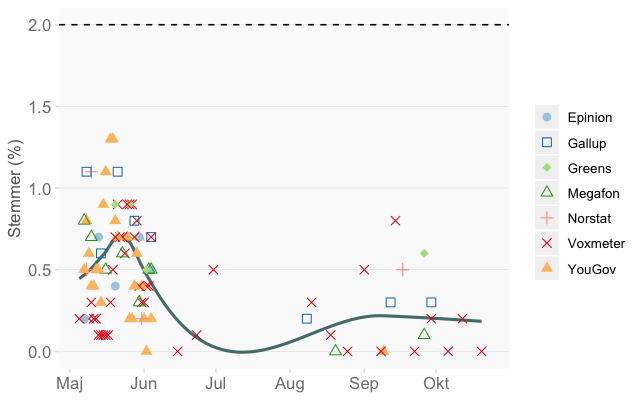 Stemmer (%)
2.0
1.5
1.0
0.5
0.0
Maj Jun Jul Aug Sep Okt
Epinion
Gallup
Greens
Megafon
Norstat
Voxmeter
YouGov